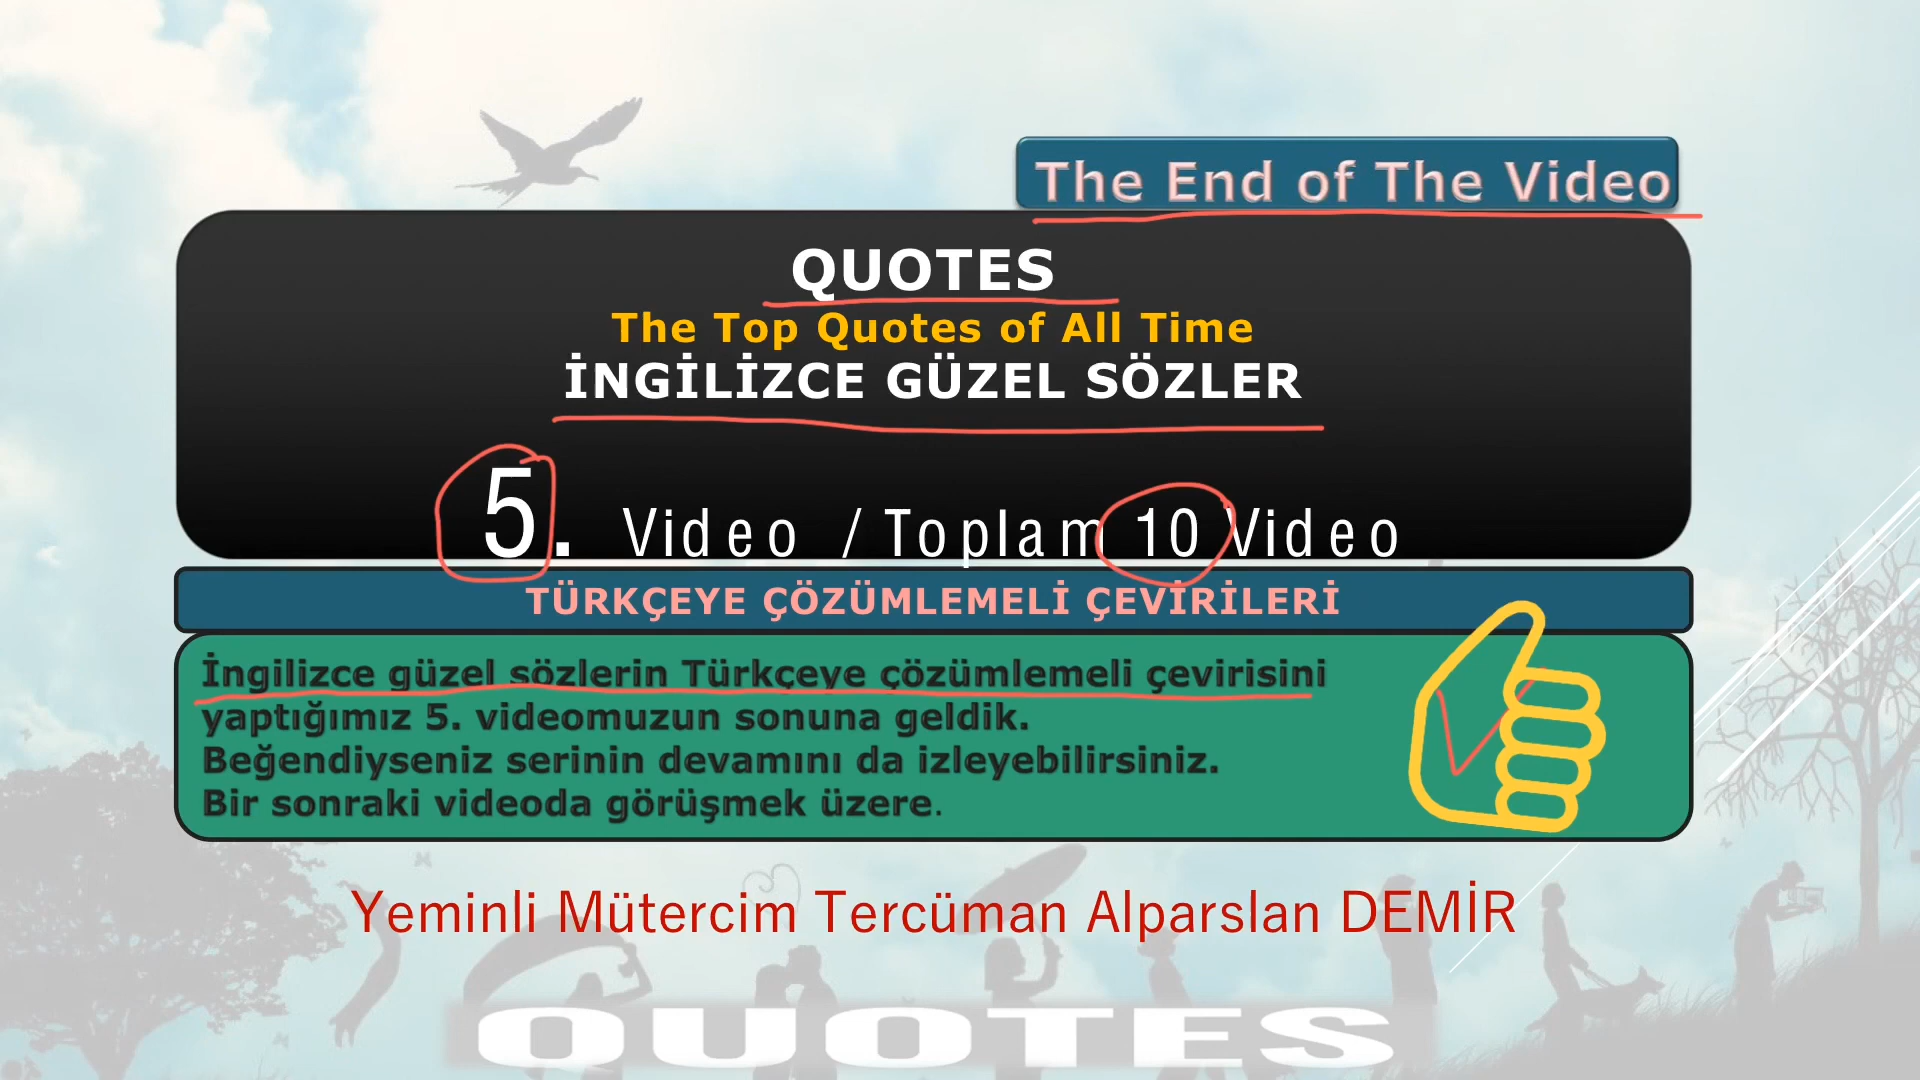 The End of The Video
QUOTES
The Top Quotes of All Time
İNGİLİZCE GÜZEL SÖZLER
5. Video / Toplam 10 Video
TÜRKÇEYE ÇÖZÜMLEMELİ ÇEVİRİLERİ
İngilizce güzel sözlerin Türkçeye çözümlemeli çevirisini
yaptığımız 5. videomuzun sonuna geldik.
Beğendiyseniz serinin devamını da izleyebilirsiniz.
Bir sonraki videoda görüşmek üzere.
Yeminli Mütercim Tercüman Alparslan DEMİR
QUOTES